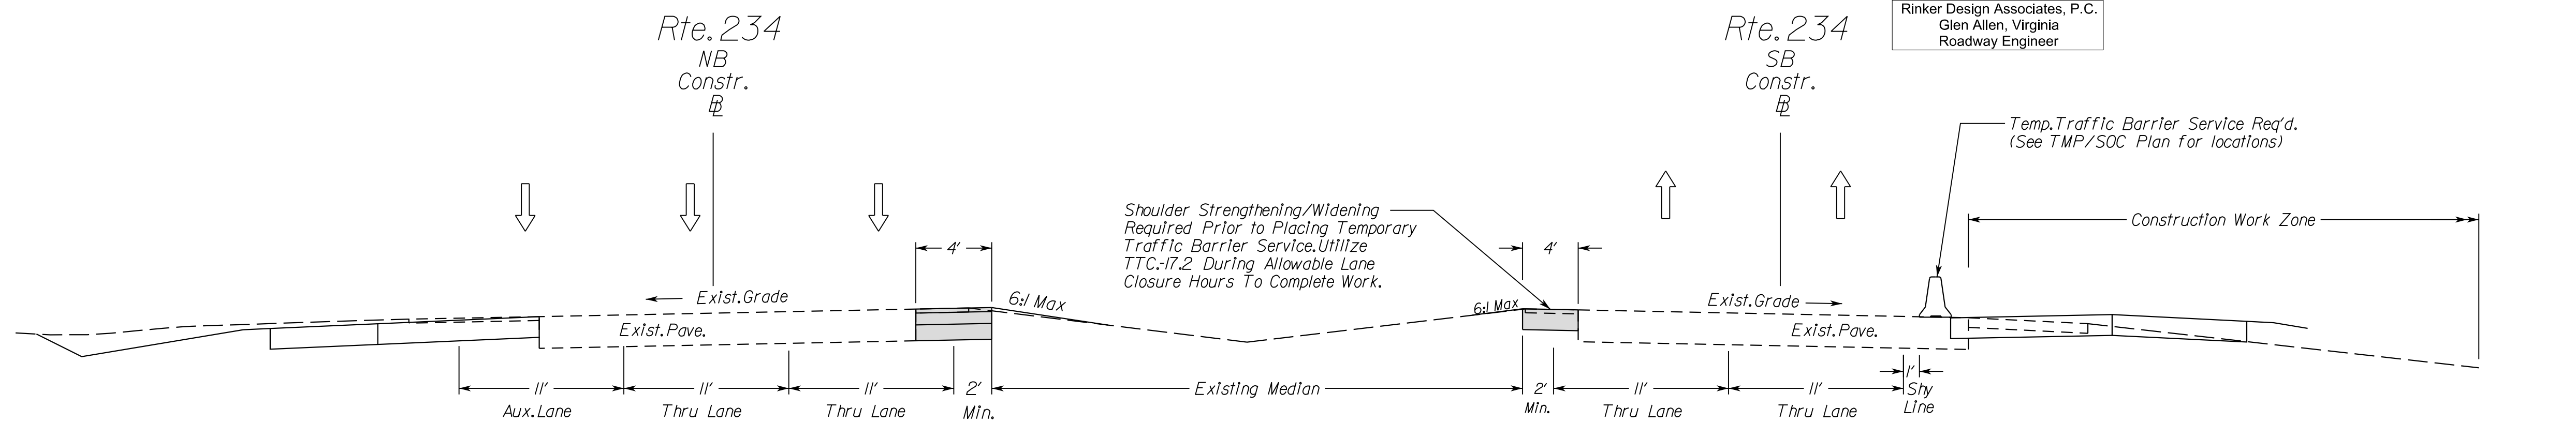 Rinker Design Associates, P.C.
Glen Allen, Virginia
Roadway Engineer
Rte. 234
NB
Constr.
BL
Rte. 234
SB
Constr.
BL
Temp. Traffic Barrier Service Req'd.
(See TMP/SOC Plan for locations)
Shoulder Strengthening/Widening
Required Prior to Placing Temporary
Traffic Barrier Service. Utilize
TTC.-17.2 During Allowable Lane
Closure Hours To Complete Work.
Construction Work Zone
4'
4'
Exist. Grade
6:1 Max
6:1 Max
Exist. Grade
Exist. Pave.
Exist. Pave.
11'
11'
11'
2'
Existing Median
2'
11'
11'
1'
Aux. Lane
Thru Lane
Thru Lane
Min.
Min.
Thru Lane
Thru Lane
Shy
Line